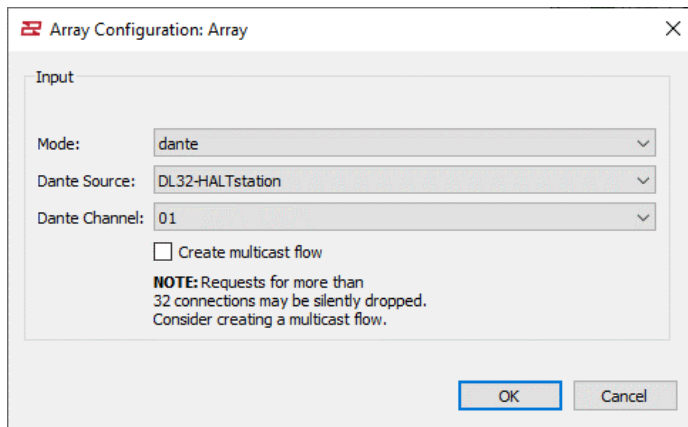 Array Configuration: Array
Input
Mode: dante
Dante Source: DL32-HALTstation
Dante Channel: 01
Create multicast flow
NOTE: Requests for more than
32 connections may be silently dropped.
Consider creating a multicast flow.
OK Cancel